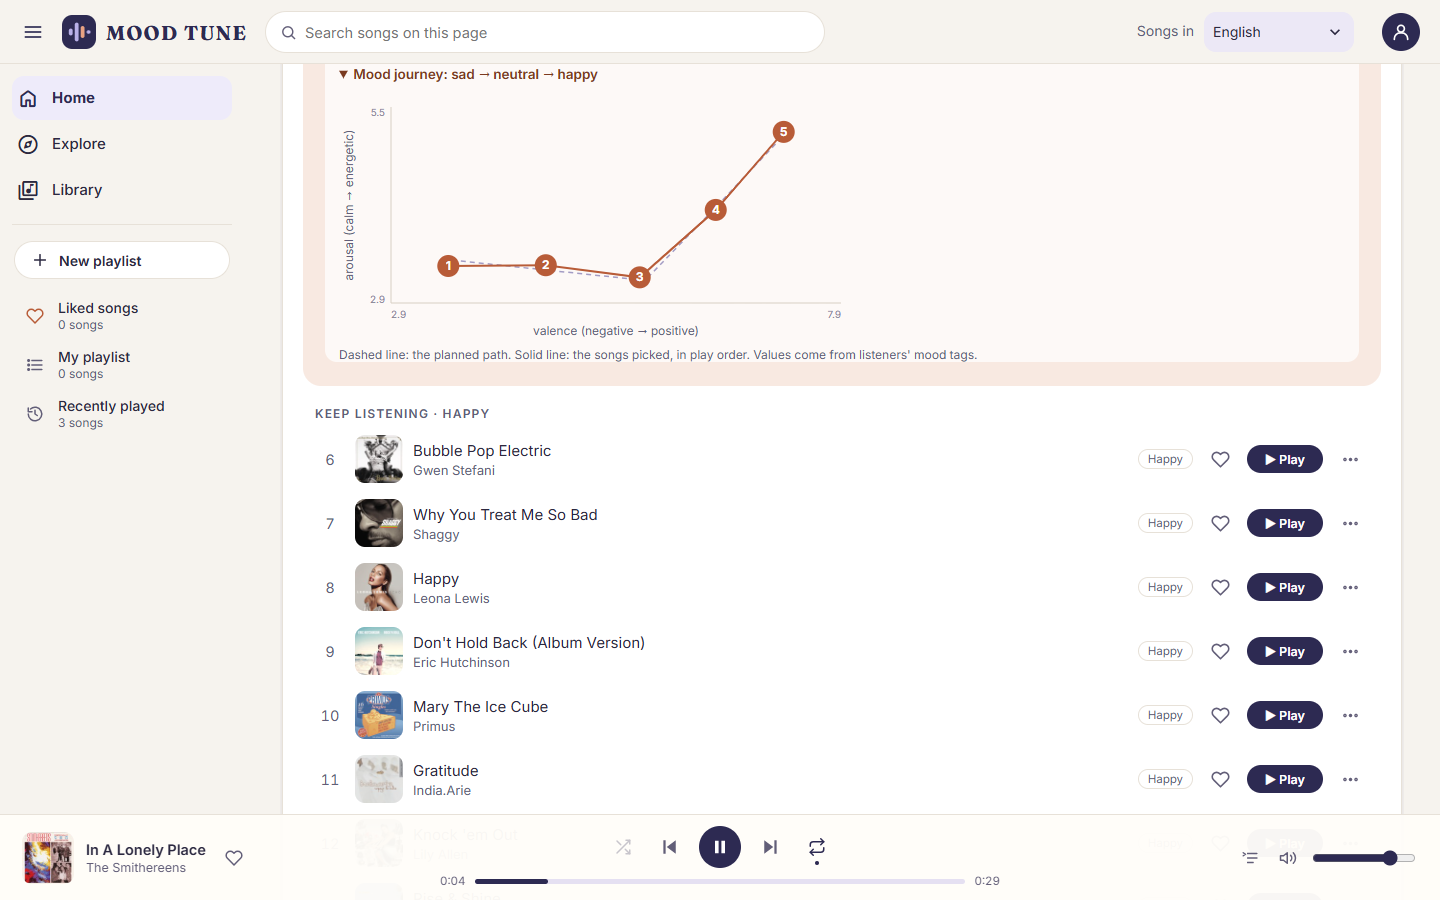 MOOD TUNE
Search songs on this page
Songs in
English
Home
Explore
Library
New playlist
Liked songs
0 songs
My playlist
0 songs
Recently played
3 songs
▼ Mood journey: sad → neutral → happy
5.5
arousal (calm → energetic)
2.9
1
2
3
4
5
2.9
7.9
valence (negative → positive)
Dashed line: the planned path. Solid line: the songs picked, in play order. Values come from listeners' mood tags.
KEEP LISTENING · HAPPY
6
Bubble Pop Electric
Gwen Stefani
Happy
Play
7
Why You Treat Me So Bad
Shaggy
Happy
Play
8
Happy
Leona Lewis
Happy
Play
9
Don't Hold Back (Album Version)
Eric Hutchinson
Happy
Play
10
Mary The Ice Cube
Primus
Happy
Play
11
Gratitude
India.Arie
Happy
Play
12
Knock 'em Out
In A Lonely Place
The Smithereens
0:04
0:29